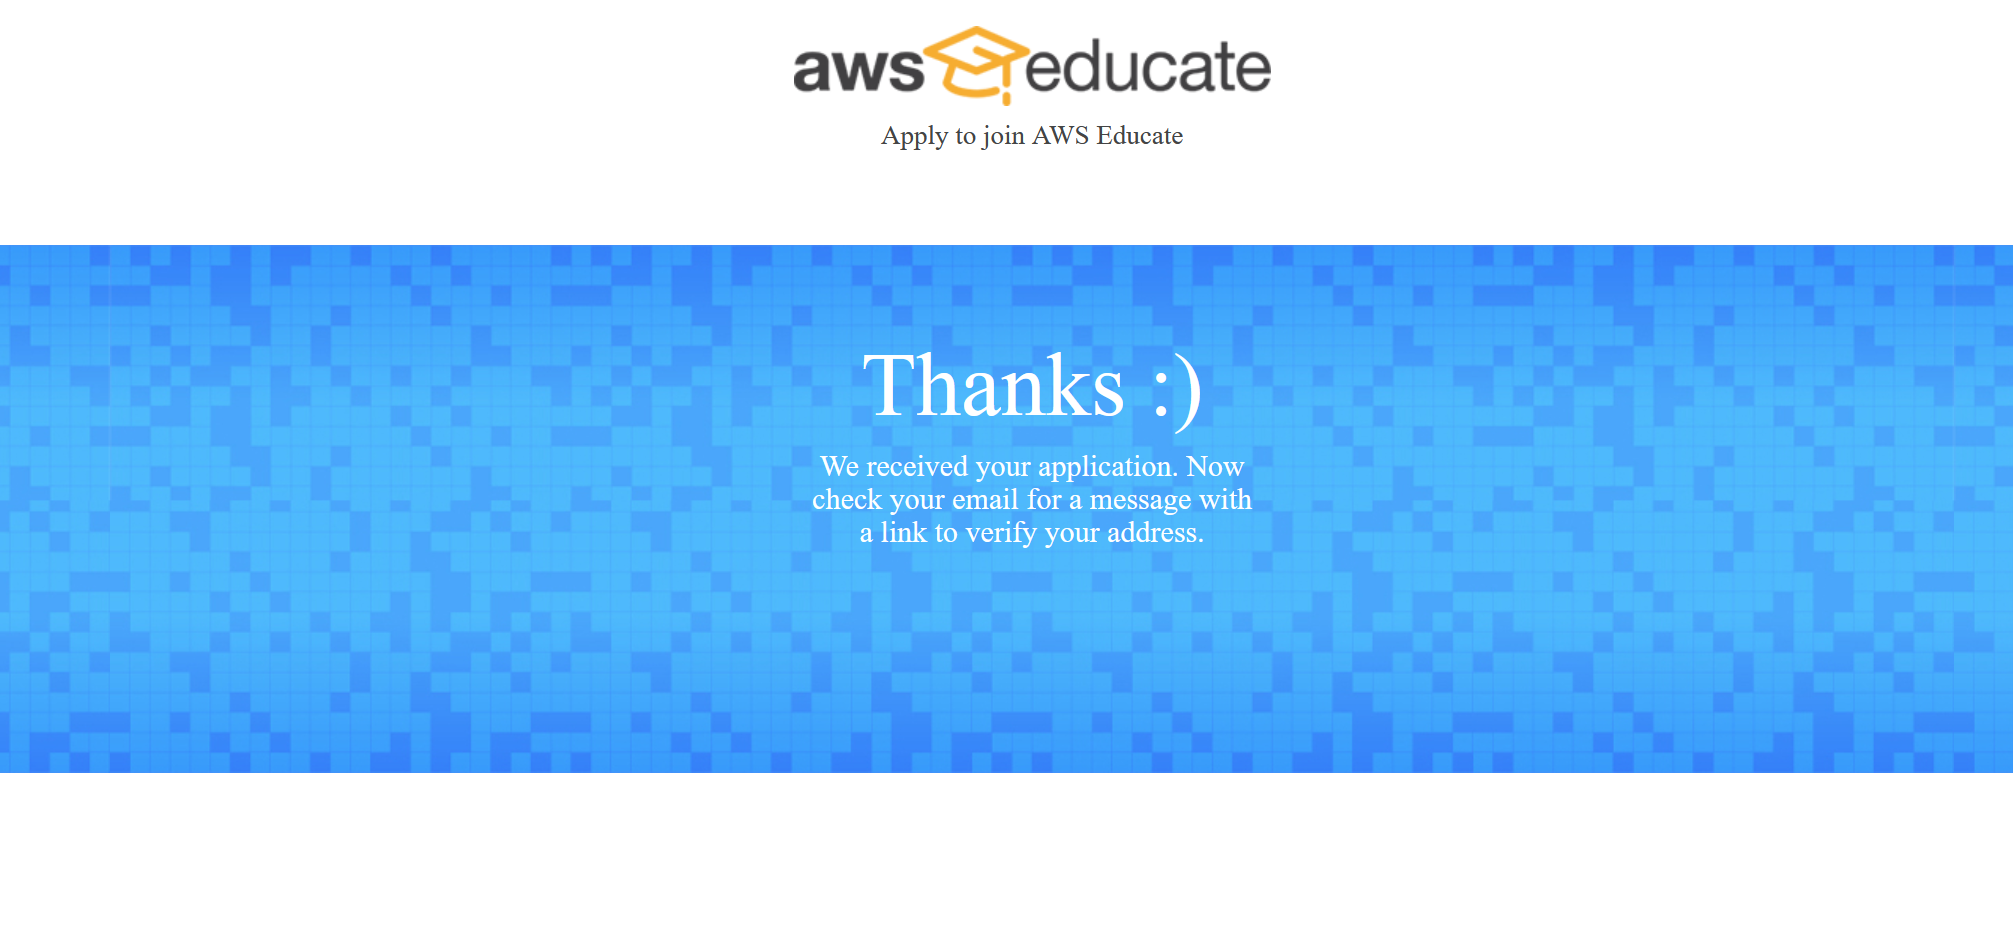 aws educate
Apply to join AWS Educate
Thanks :)
We received your application. Now
check your email for a message with
a link to verify your address.